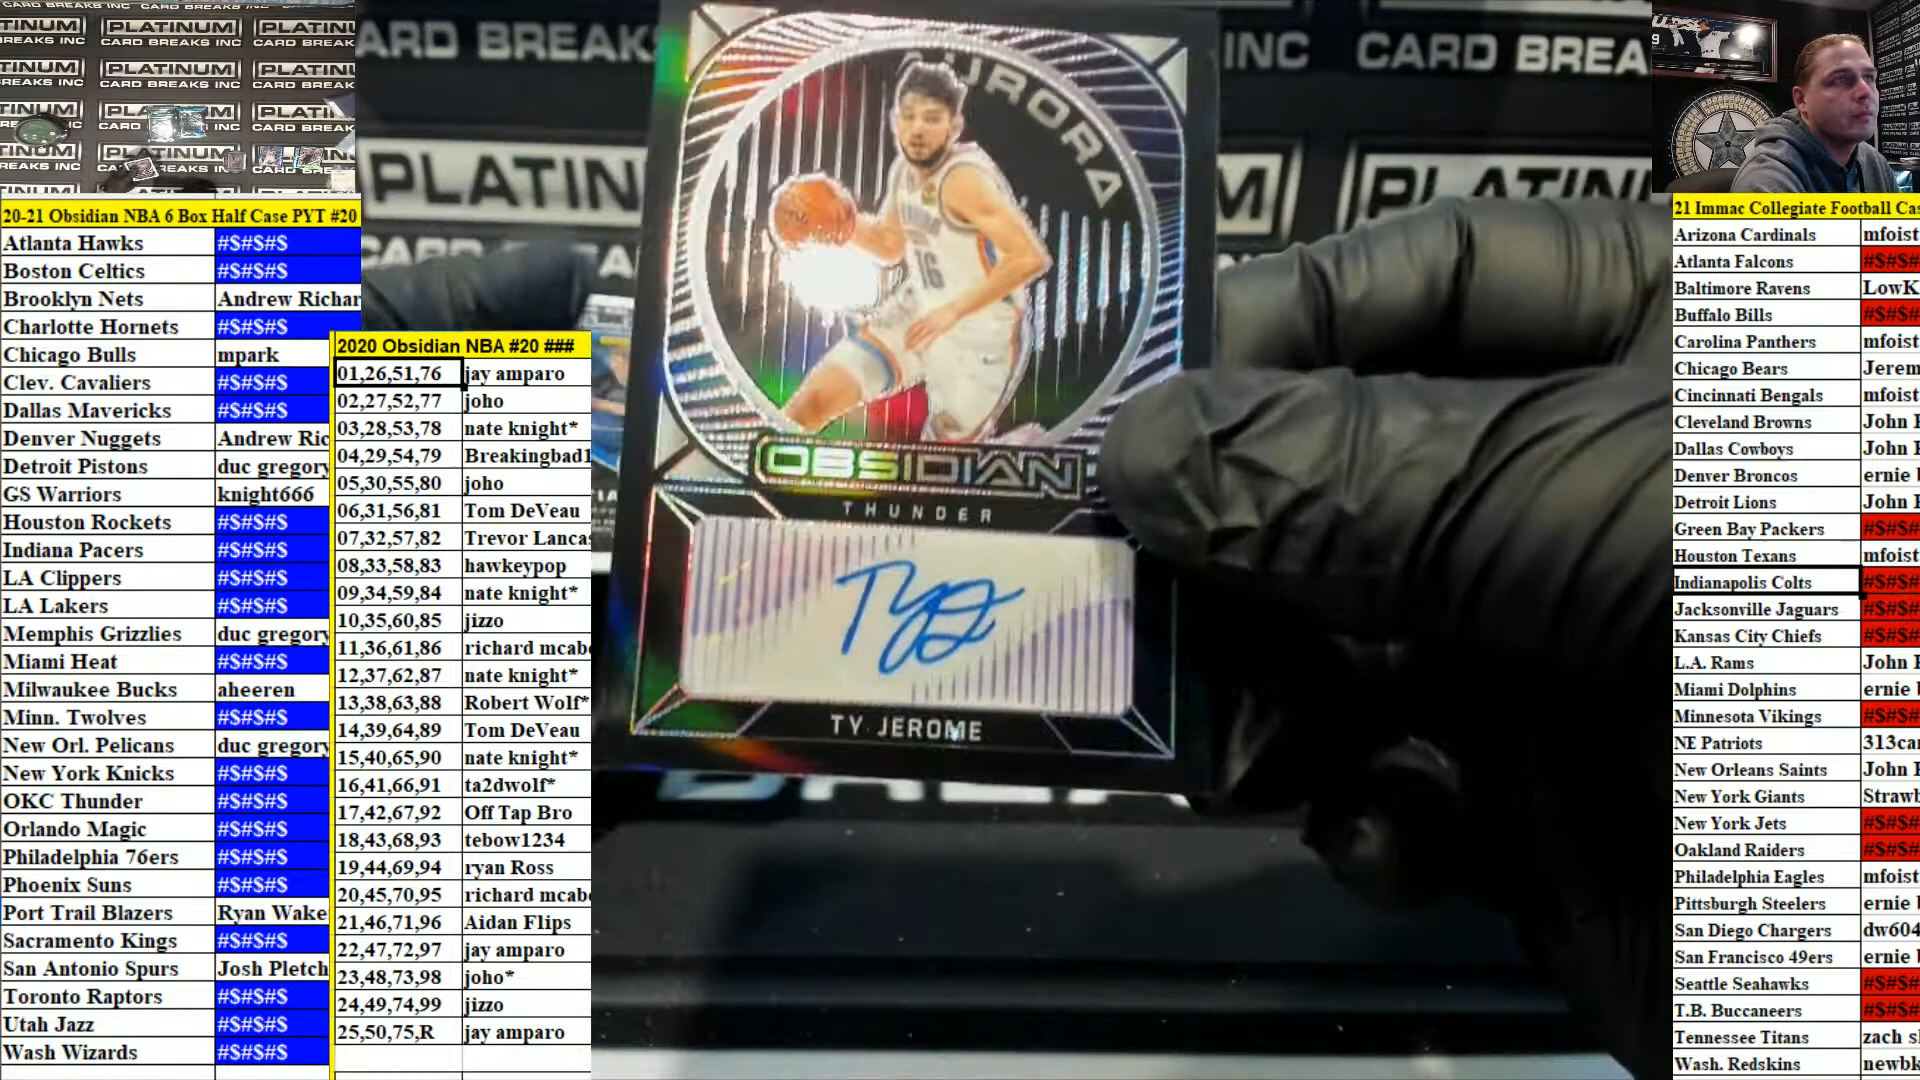 PLATINUM
CARD BREAKS INC
20-21 Obsidian NBA 6 Box Half Case PYT #20
Atlanta Hawks #$#$#$
Boston Celtics #$#$#$
Brooklyn Nets Andrew Richar
Charlotte Hornets #$#$#$
Chicago Bulls mpark
Clev. Cavaliers #$#$#$
Dallas Mavericks #$#$#$
Denver Nuggets Andrew Ric
Detroit Pistons duc gregory
GS Warriors knight666
Houston Rockets #$#$#$
Indiana Pacers #$#$#$
LA Clippers #$#$#$
LA Lakers #$#$#$
Memphis Grizzlies duc gregory
Miami Heat #$#$#$
Milwaukee Bucks aheeren
Minn. Twolves #$#$#$
New Orl. Pelicans duc gregory
New York Knicks #$#$#$
OKC Thunder #$#$#$
Orlando Magic #$#$#$
Philadelphia 76ers #$#$#$
Phoenix Suns #$#$#$
Port Trail Blazers Ryan Wake
Sacramento Kings #$#$#$
San Antonio Spurs Josh Pletch
Toronto Raptors #$#$#$
Utah Jazz #$#$#$
Wash Wizards #$#$#$
2020 Obsidian NBA #20 ###
01,26,51,76 jay amparo
02,27,52,77 joho
03,28,53,78 nate knight*
04,29,54,79 Breakingbad1
05,30,55,80 joho
06,31,56,81 Tom DeVeau
07,32,57,82 Trevor Lancas
08,33,58,83 hawkeypop
09,34,59,84 nate knight*
10,35,60,85 jizzo
11,36,61,86 richard mcab
12,37,62,87 nate knight*
13,38,63,88 Robert Wolf*
14,39,64,89 Tom DeVeau
15,40,65,90 nate knight*
16,41,66,91 ta2dwolf*
17,42,67,92 Off Tap Bro
18,43,68,93 tebow1234
19,44,69,94 ryan Ross
20,45,70,95 richard mcab
21,46,71,96 Aidan Flips
22,47,72,97 jay amparo
23,48,73,98 joho*
24,49,74,99 jizzo
25,50,75,R jay amparo
AURORA
16
OBSIDIAN
THUNDER
TY JEROME
21 Immac Collegiate Football Cas
Arizona Cardinals mfoist
Atlanta Falcons #$#$#
Baltimore Ravens LowK
Buffalo Bills #$#$#
Carolina Panthers mfoist
Chicago Bears Jerem
Cincinnati Bengals mfoist
Cleveland Browns John
Dallas Cowboys John
Denver Broncos ernie
Detroit Lions John
Green Bay Packers #$#$#
Houston Texans mfoist
Indianapolis Colts #$#$#
Jacksonville Jaguars #$#$#
Kansas City Chiefs #$#$#
L.A. Rams John
Miami Dolphins ernie
Minnesota Vikings #$#$#
NE Patriots 313car
New Orleans Saints John
New York Giants Strawb
New York Jets #$#$#
Oakland Raiders #$#$#
Philadelphia Eagles mfoist
Pittsburgh Steelers ernie
San Diego Chargers dw604
San Francisco 49ers ernie
Seattle Seahawks #$#$#
T.B. Buccaneers #$#$#
Tennessee Titans zach
Wash. Redskins newbk